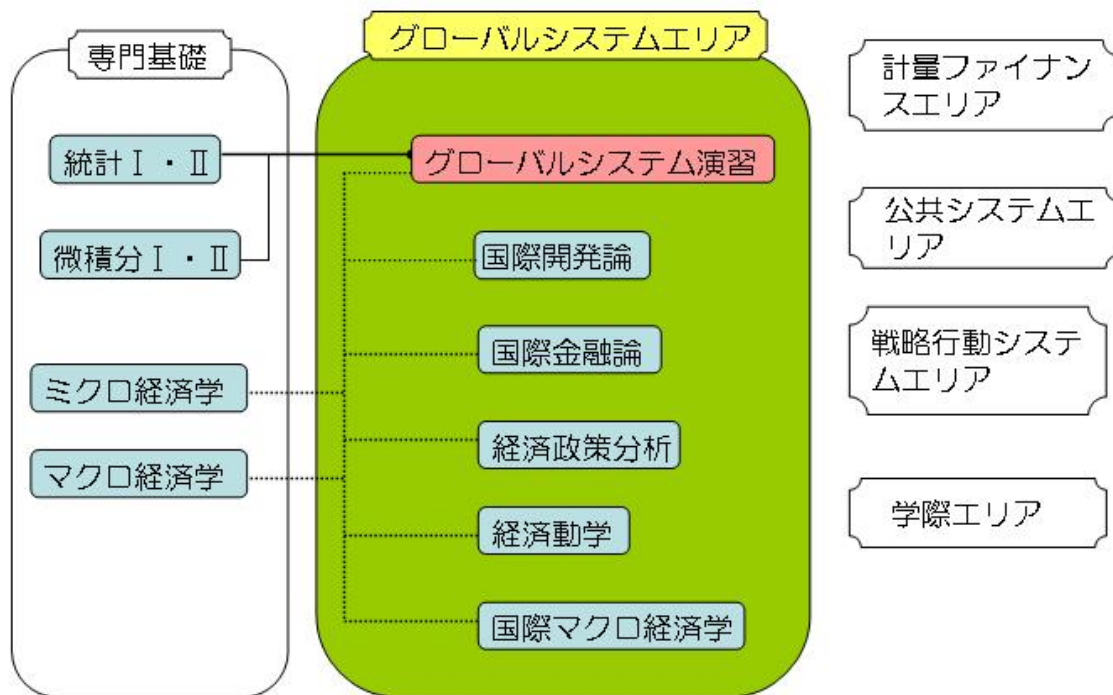 専門基礎
統計Ⅰ・Ⅱ
微積分Ⅰ・Ⅱ
ミクロ経済学
マクロ経済学
グローバルシステムエリア
グローバルシステム演習
国際開発論
国際金融論
経済政策分析
経済動学
国際マクロ経済学
計量ファイナン
スエリア
公共システムエ
リア
戦略行動システ
ムエリア
学際エリア